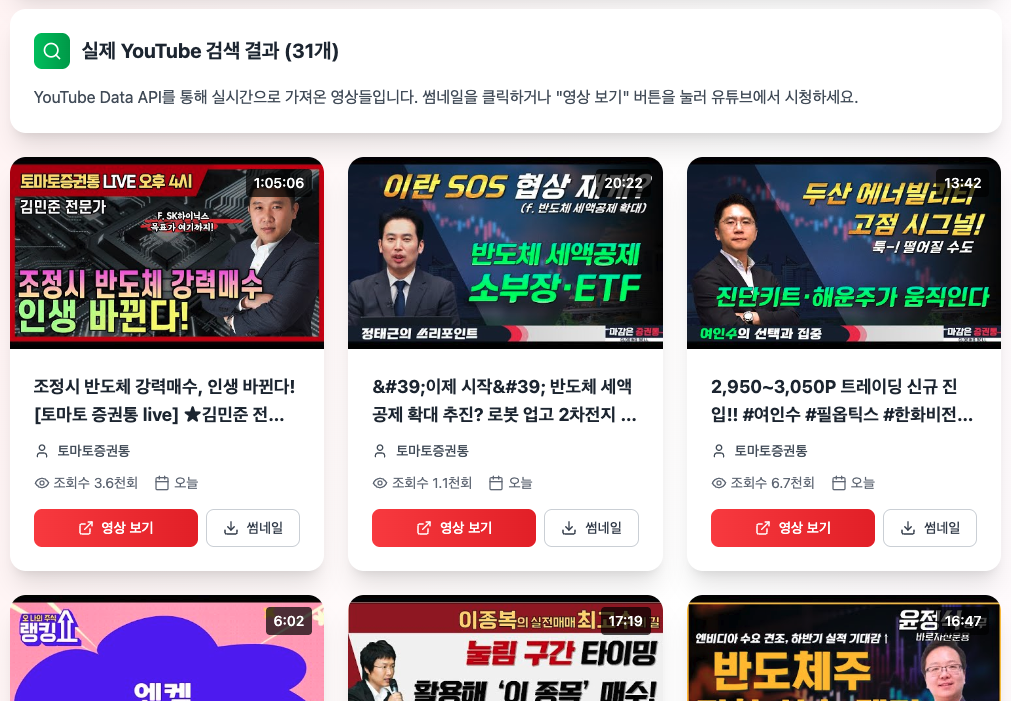 실제 YouTube 검색 결과 (31개)
YouTube Data API를 통해 실시간으로 가져온 영상들입니다. 썸네일을 클릭하거나 "영상 보기" 버튼을 눌러 유튜브에서 시청하세요.
토마토증권통 LIVE 오후 4시
1:05:06
김민준 전문가
F. SK하이닉스
목표가 여기까지!
조정시 반도체 강력매수
인생 바뀐다!
조정시 반도체 강력매수, 인생 바뀐다!
[토마토 증권통 live] ★김민준 전...
토마토증권통
조회수 3.6천회 오늘
영상 보기 썸네일
이란 SOS 협상 재개?
20:22
(f. 반도체 세액공제 확대)
반도체 세액공제
소부장·ETF
정태근의 쓰리포인트
마감은 증권통
&#39;이제 시작&#39; 반도체 세액
공제 확대 추진? 로봇 업고 2차전지 ...
토마토증권통
조회수 1.1천회 오늘
영상 보기 썸네일
두산 에너빌리티
13:42
고점 시그널!
툭-! 떨어질 수도
진단키트·해운주가 움직인다
여인수의 선택과 집중
마감은 증권통
2,950~3,050P 트레이딩 신규 진
입!! #여인수 #필옵틱스 #한화비전...
토마토증권통
조회수 6.7천회 오늘
영상 보기 썸네일
오 나의 주식
랭킹
6:02
이종복의 실전매매 최고수의 길
17:19
눌림 구간 타이밍
활용해 '이 종목' 매수!
윤정
16:47
바로자산운용
엔비디아 수요 견조, 하반기 실적 기대감↑
반도체주